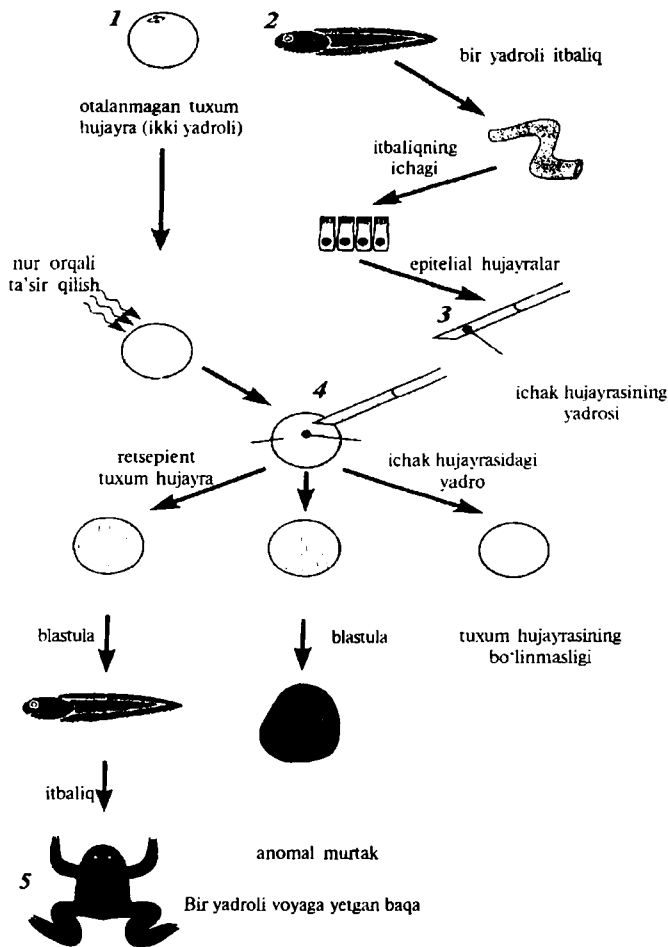 1
2
bir yadroli itbaliq
otalanmagan tuxum
hujayra (ikki yadroli)
itbaliqning
ichagi
epitelial hujayralar
nur orqali
ta'sir qilish
3
ichak hujayrasining
yadrosi
4
retsepient
tuxum hujayra
ichak hujayrasidagi
yadro
blastula
blastula
tuxum hujayrasining
bo'linmasligi
itbaliq
5
anomal murtak
Bir yadroli voyaga yetgan baqa